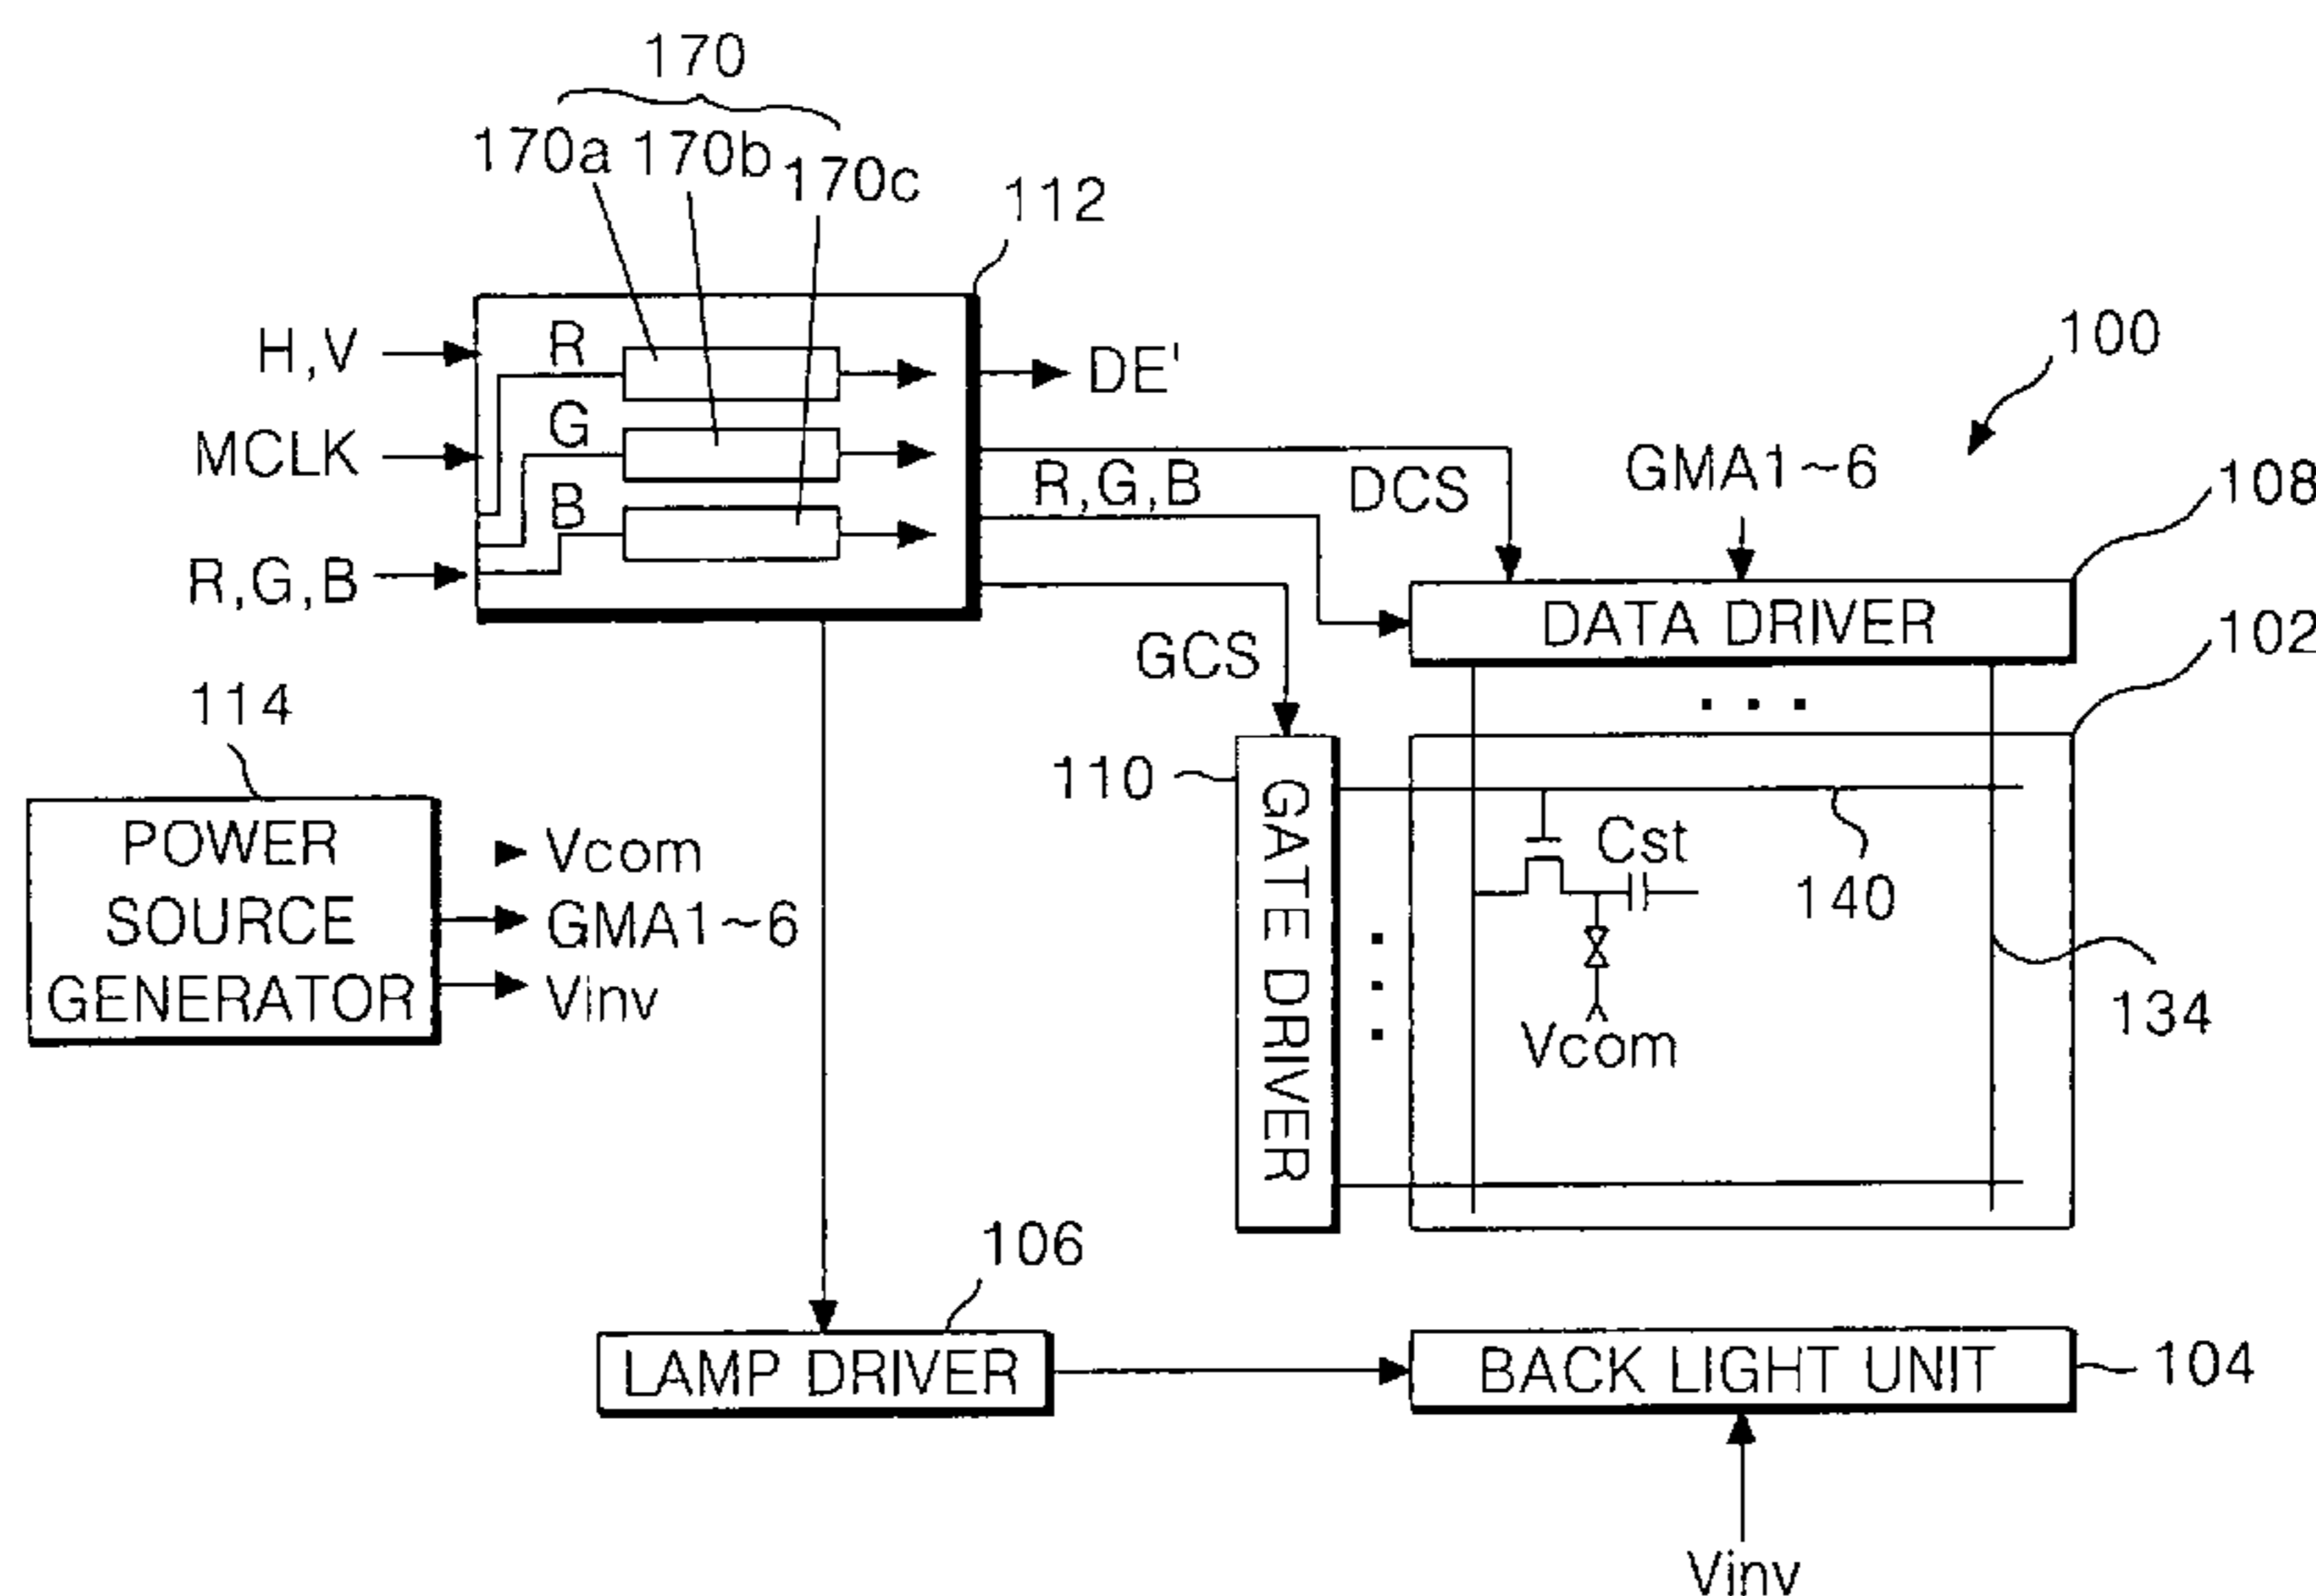 170
170a 170b 170c
112
H,V
R
DE'
100
MCLK
G
GMA1~6
108
R,G,B
DCS
B
R,G,B
DATA DRIVER
102
GCS
114
110
POWER
SOURCE
GENERATOR
Vcom
GMA1~6
Vinv
GATE DRIVER
Cst
140
Vcom
134
106
LAMP DRIVER
BACK LIGHT UNIT
104
Vinv